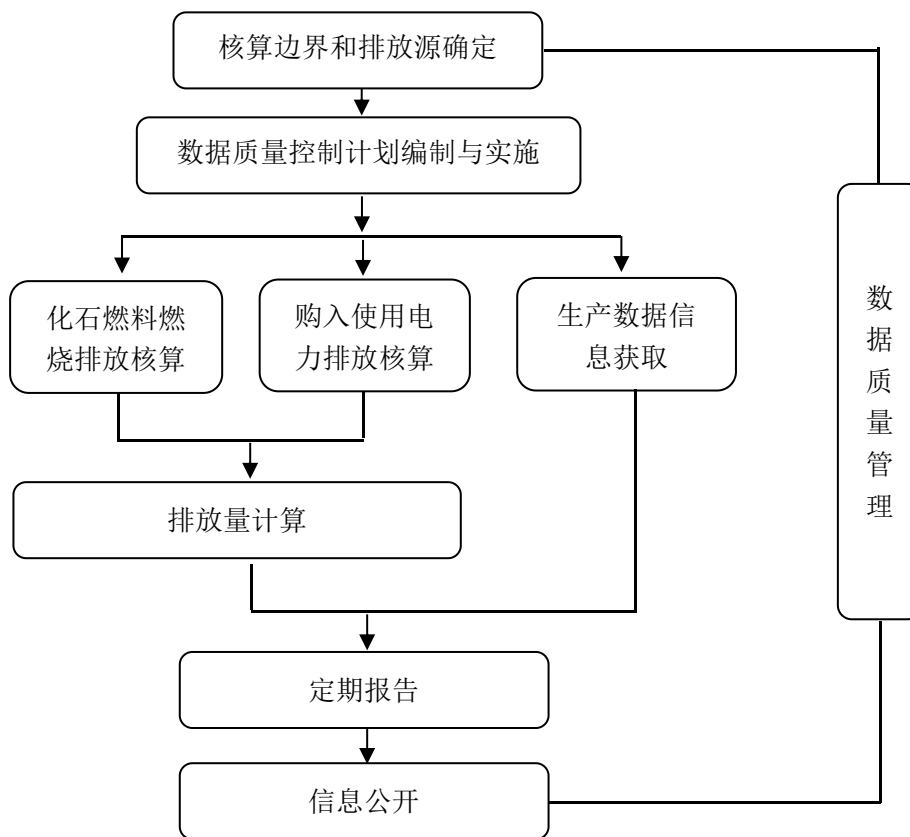 核算边界和排放源确定
数据质量控制计划编制与实施
化石燃料燃
烧排放核算
购入使用电
力排放核算
生产数据信
息获取
数据质量管理
排放量计算
定期报告
信息公开